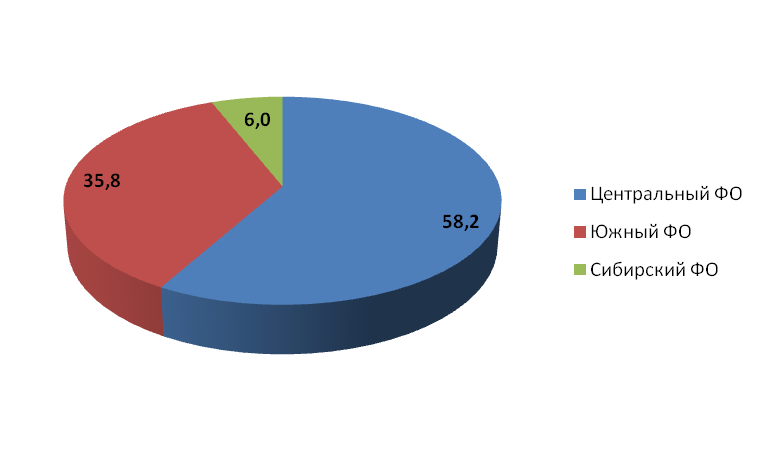 6,0
35,8
58,2
Центральный ФО
Южный ФО
Сибирский ФО